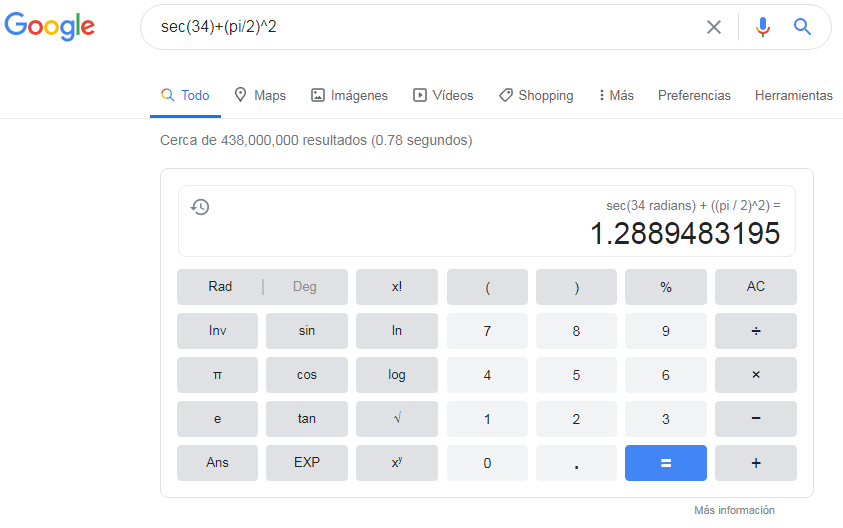 Google
sec(34)+(pi/2)^2
Todo Maps Imágenes Vídeos Shopping Más Preferencias Herramientas
Cerca de 438,000,000 resultados (0.78 segundos)
sec(34 radians) + ((pi / 2)^2) =
1.2889483195
Rad | Deg x! ( ) % AC
Inv sin ln 7 8 9 ÷
π cos log 4 5 6 ×
e tan √ 1 2 3 −
Ans EXP xʸ 0 . = +
Más información